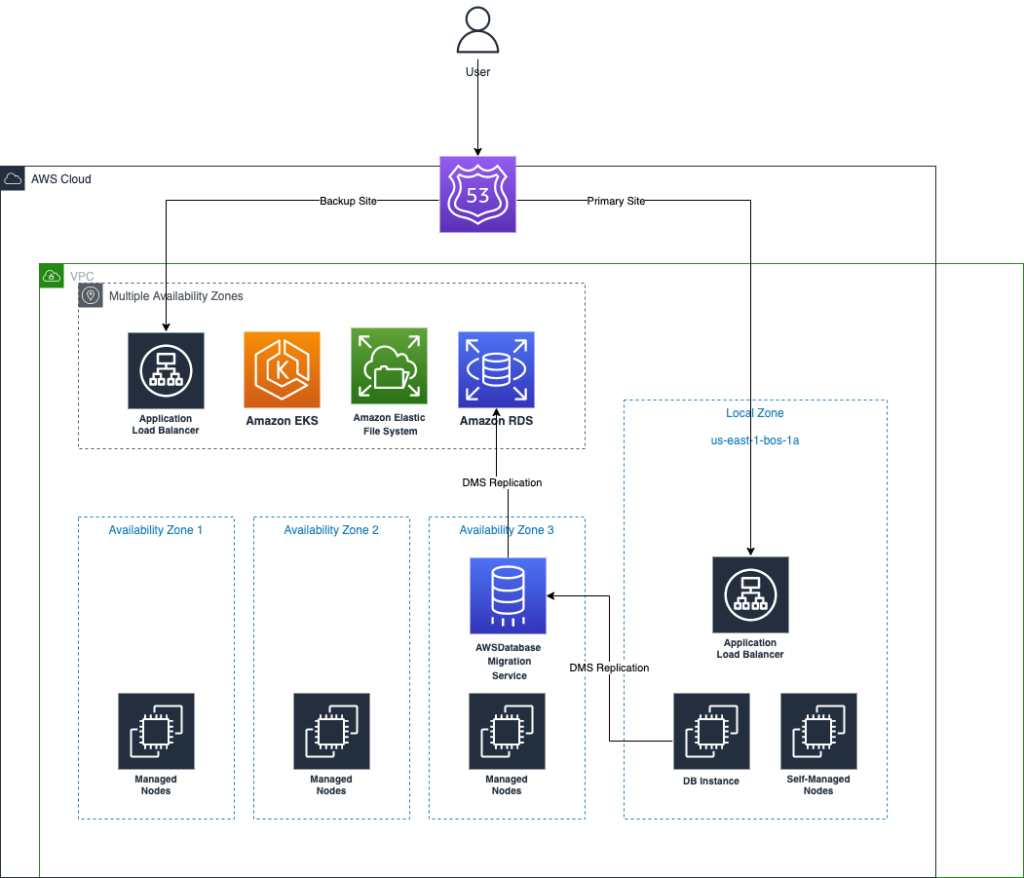 User
AWS Cloud
53
Backup Site
Primary Site
VPC
Multiple Availability Zones
K
Application
Load Balancer
Amazon EKS
Amazon Elastic
File System
Amazon RDS
Local Zone
us-east-1-bos-1a
DMS Replication
Availability Zone 1
Availability Zone 2
Availability Zone 3
AWSDatabase
Migration
Service
Application
Load Balancer
DMS Replication
Managed
Nodes
Managed
Nodes
Managed
Nodes
DB Instance
Self-Managed
Nodes